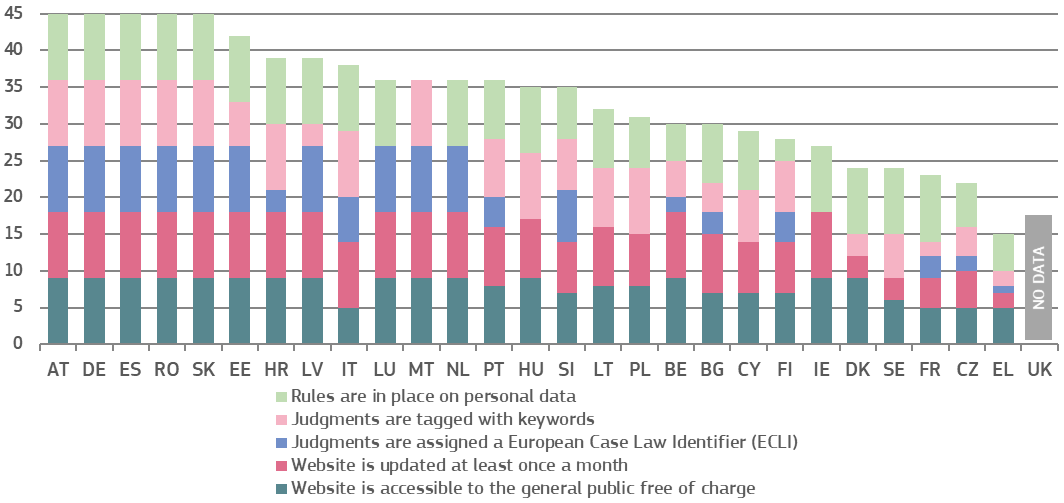 45
40
35
30
25
20
15
10
5
0
NO DATA
AT DE ES RO SK EE HR LV IT LU MT NL PT HU SI LT PL BE BG CY FI IE DK SE FR CZ EL UK
Rules are in place on personal data
Judgments are tagged with keywords
Judgments are assigned a European Case Law Identifier (ECLI)
Website is updated at least once a month
Website is accessible to the general public free of charge